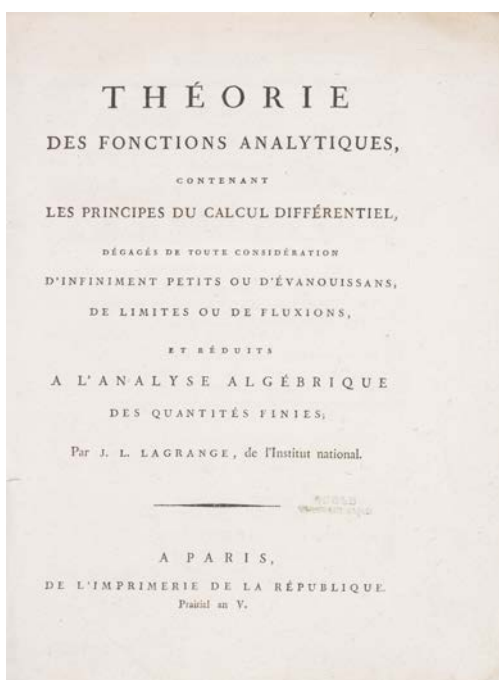 THÉORIE
DES FONCTIONS ANALYTIQUES,
CONTENANT
LES PRINCIPES DU CALCUL DIFFÉRENTIEL,
DÉGAGÉS DE TOUTE CONSIDÉRATION
D'INFINIMENT PETITS OU D'ÉVANOUISSANS,
DE LIMITES OU DE FLUXIONS,
ET RÉDUITS
A L'ANALYSE ALGÉBRIQUE
DES QUANTITÉS FINIES;
Par J. L. LAGRANGE, de l'Institut national.
A PARIS,
DE L'IMPRIMERIE DE LA RÉPUBLIQUE.
Prairial an V.